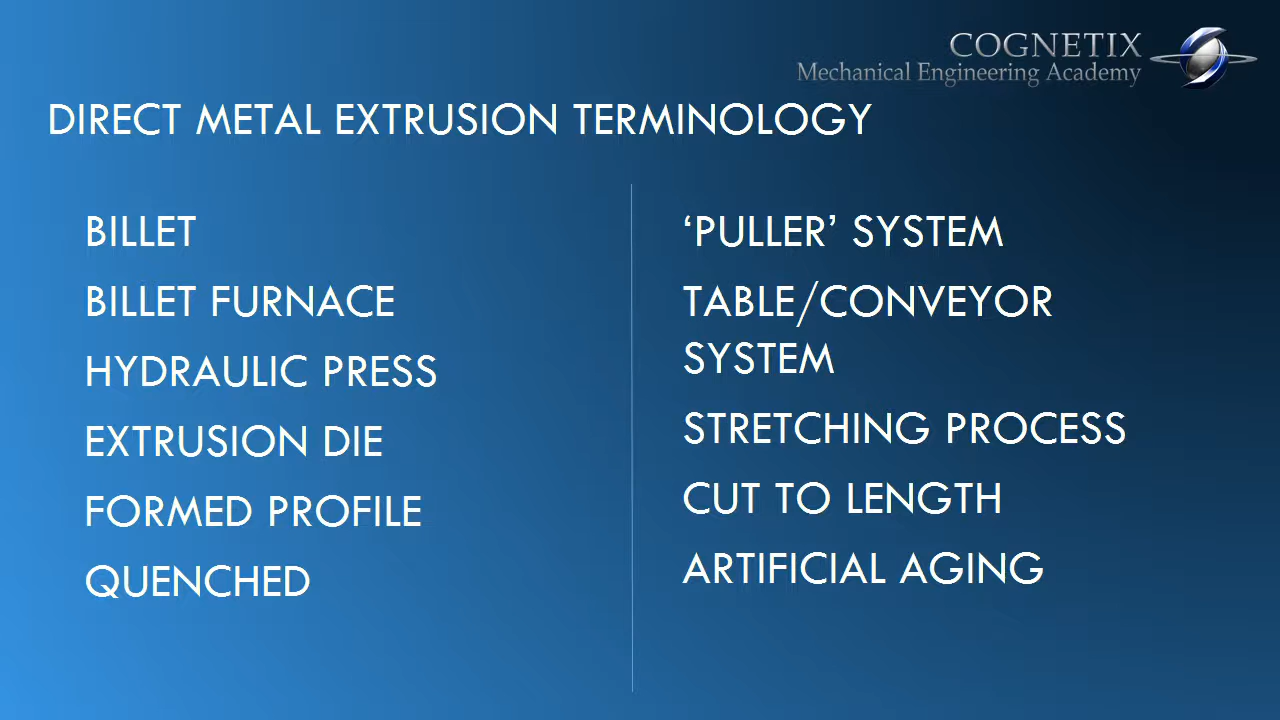 COGNETIX
Mechanical Engineering Academy
DIRECT METAL EXTRUSION TERMINOLOGY
BILLET
BILLET FURNACE
HYDRAULIC PRESS
EXTRUSION DIE
FORMED PROFILE
QUENCHED
‘PULLER’ SYSTEM
TABLE/CONVEYOR
SYSTEM
STRETCHING PROCESS
CUT TO LENGTH
ARTIFICIAL AGING